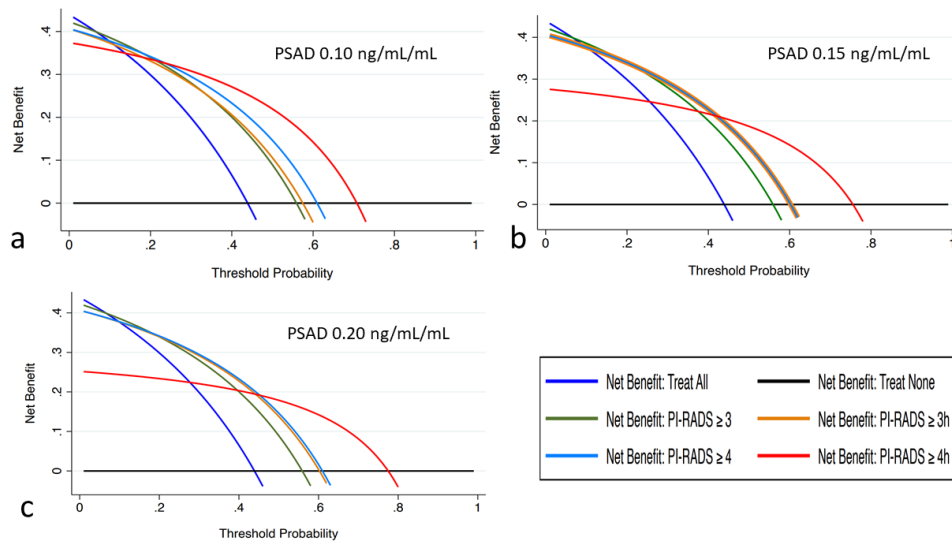 PSAD 0.10 ng/mL/mL
Net Benefit
.4
.3
.2
.1
0
0 .2 .4 .6 .8 1
Threshold Probability
a
PSAD 0.15 ng/mL/mL
Net Benefit
.4
.3
.2
.1
0
0 .2 .4 .6 .8 1
Threshold Probability
b
PSAD 0.20 ng/mL/mL
Net Benefit
.4
.3
.2
.1
0
0 .2 .4 .6 .8 1
Threshold Probability
c
Net Benefit: Treat All Net Benefit: Treat None
Net Benefit: PI-RADS ≥ 3 Net Benefit: PI-RADS ≥ 3h
Net Benefit: PI-RADS ≥ 4 Net Benefit: PI-RADS ≥ 4h